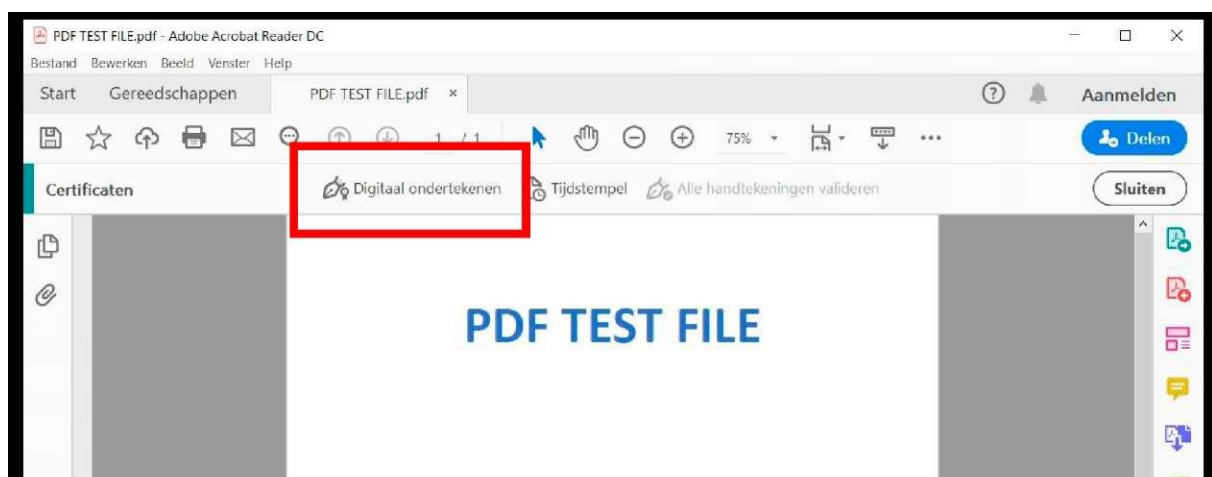 PDF TEST FILE.pdf - Adobe Acrobat Reader DC
Bestand Bewerken Beeld Venster Help
Start Gereedschappen PDF TEST FILE.pdf × Aanmelden
1 / 1 75% Delen
Certificaten Digitaal ondertekenen Tijdstempel Alle handtekeningen valideren Sluiten
PDF TEST FILE